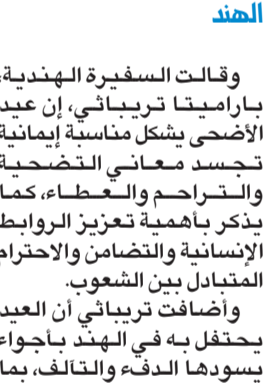 الهند
وقالت السفيرة الهندية،
باراميتا تريباثي، إن عيد
الأضحى يشكل مناسبة إيمانية
تجسد معاني التضحية
والتراحم والعطاء، كما
يذكر بأهمية تعزيز الروابط
الإنسانية والتضامن والاحترام
المتبادل بين الشعوب.
وأضافت تريباثي أن العيد
يحتفل به في الهند بأجواء
يسودها الدفء والتآلف، بما